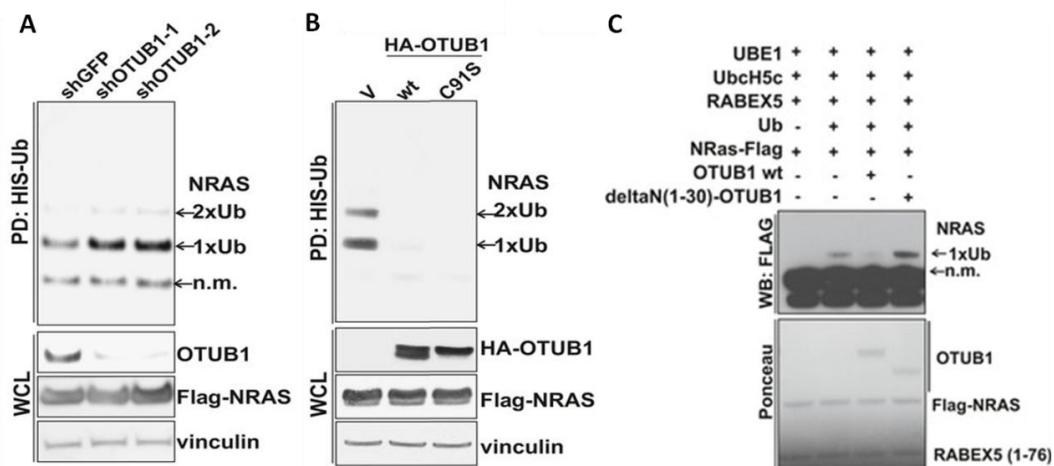 A
shGFP
shOTUB1-1
shOTUB1-2
PD: HIS-Ub
NRAS
2xUb
1xUb
n.m.
WCL
OTUB1
Flag-NRAS
vinculin
B
HA-OTUB1
V
wt
C91S
PD: HIS-Ub
NRAS
2xUb
1xUb
WCL
HA-OTUB1
Flag-NRAS
vinculin
C
UBE1 + + + +
UbcH5c + + + +
RABEX5 + + + +
Ub - + + +
NRas-Flag + + + +
OTUB1 wt - - + -
deltaN(1-30)-OTUB1 - - - +
WB: FLAG
NRAS
1xUb
n.m.
Ponceau
OTUB1
Flag-NRAS
RABEX5 (1-76)